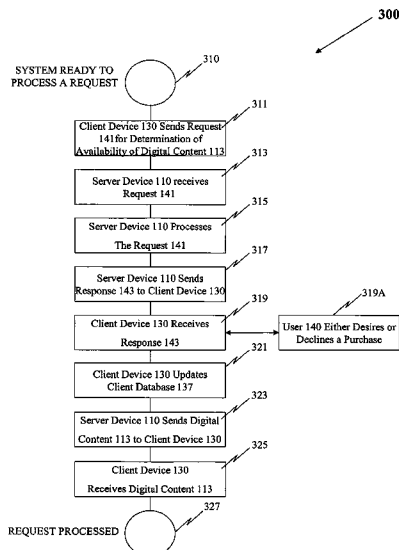 300
310
SYSTEM READY TO
PROCESS A REQUEST
311
Client Device 130 Sends Request
141for Determination of
Availability of Digital Content 113
313
Server Device 110 receives
Request 141
315
Server Device 110 Processes
The Request 141
317
Server Device 110 Sends
Response 143 to Client Device 130
319
Client Device 130 Receives
Response 143
319A
User 140 Either Desires or
Declines a Purchase
321
Client Device 130 Updates
Client Database 137
323
Server Device 110 Sends Digital
Content 113 to Client Device 130
325
Client Device 130
Receives Digital Content 113
327
REQUEST PROCESSED